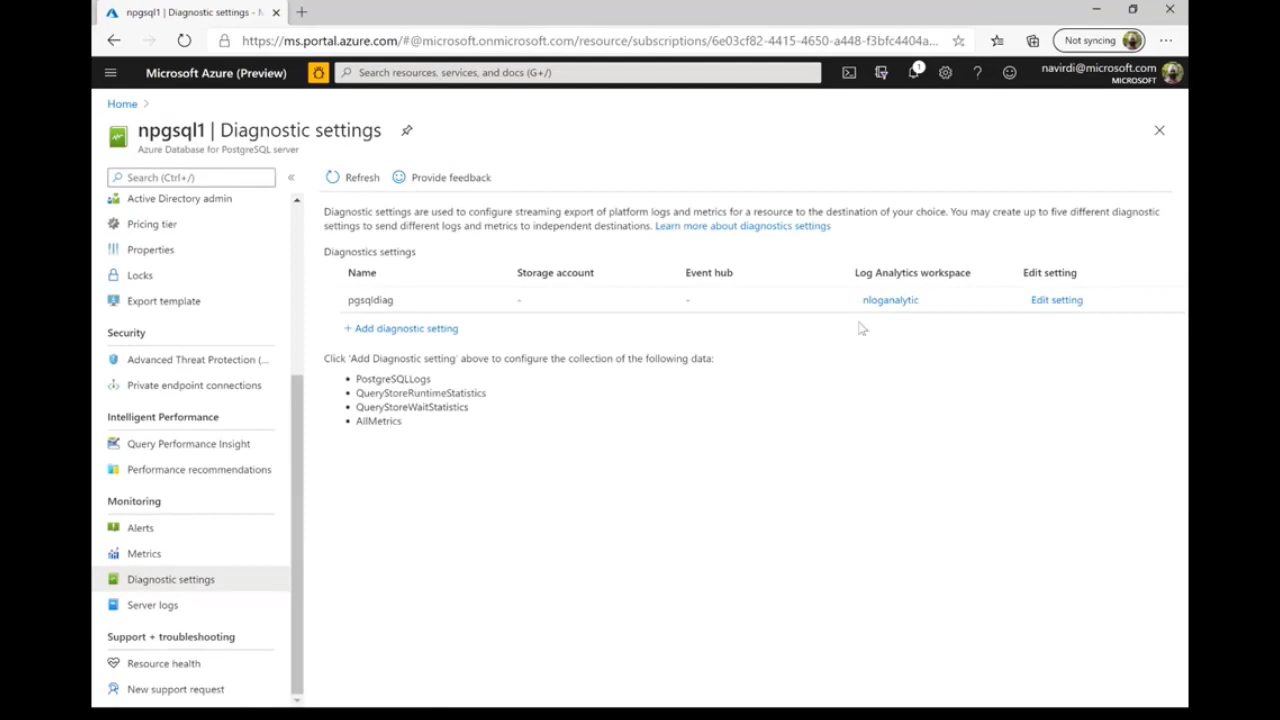 npgsql1 | Diagnostic settings -
https://ms.portal.azure.com/#@microsoft.onmicrosoft.com/resource/subscriptions/6e03cf82-4415-4650-a448-f3bfc4404a...
Not syncing
Microsoft Azure (Preview)
Search resources, services, and docs (G+/)
1
navirdi@microsoft.com
MICROSOFT
Home
npgsql1 | Diagnostic settings
Azure Database for PostgreSQL server
Search (Ctrl+/)
Active Directory admin
Pricing tier
Properties
Locks
Export template
Security
Advanced Threat Protection (...
Private endpoint connections
Intelligent Performance
Query Performance Insight
Performance recommendations
Monitoring
Alerts
Metrics
Diagnostic settings
Server logs
Support + troubleshooting
Resource health
New support request
Refresh
Provide feedback
Diagnostic settings are used to configure streaming export of platform logs and metrics for a resource to the destination of your choice. You may create up to five different diagnostic
settings to send different logs and metrics to independent destinations. Learn more about diagnostics settings
Diagnostics settings
Name Storage account Event hub Log Analytics workspace Edit setting
pgsqldiag - - nloganalytic Edit setting
+ Add diagnostic setting
Click 'Add Diagnostic setting' above to configure the collection of the following data:
• PostgreSQLLogs
• QueryStoreRuntimeStatistics
• QueryStoreWaitStatistics
• AllMetrics